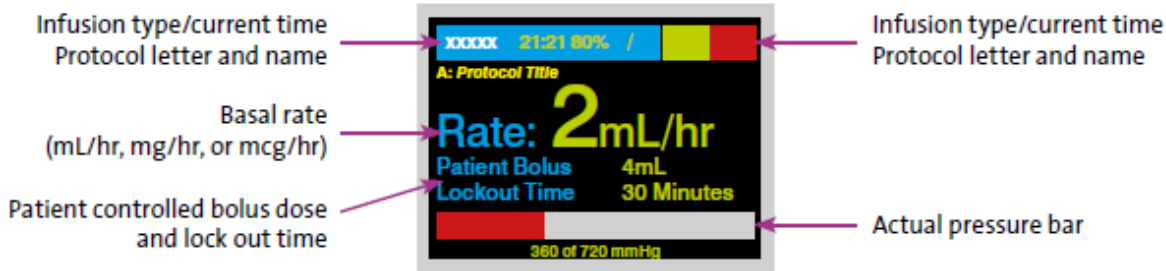 Infusion type/current time
Protocol letter and name
Basal rate
(mL/hr, mg/hr, or mcg/hr)
Patient controlled bolus dose
and lock out time
xxxxx 21:21 80% /
A: Protocol Title
Rate: 2mL/hr
Patient Bolus 4mL
Lockout Time 30 Minutes
360 of 720 mmHg
Infusion type/current time
Protocol letter and name
Actual pressure bar